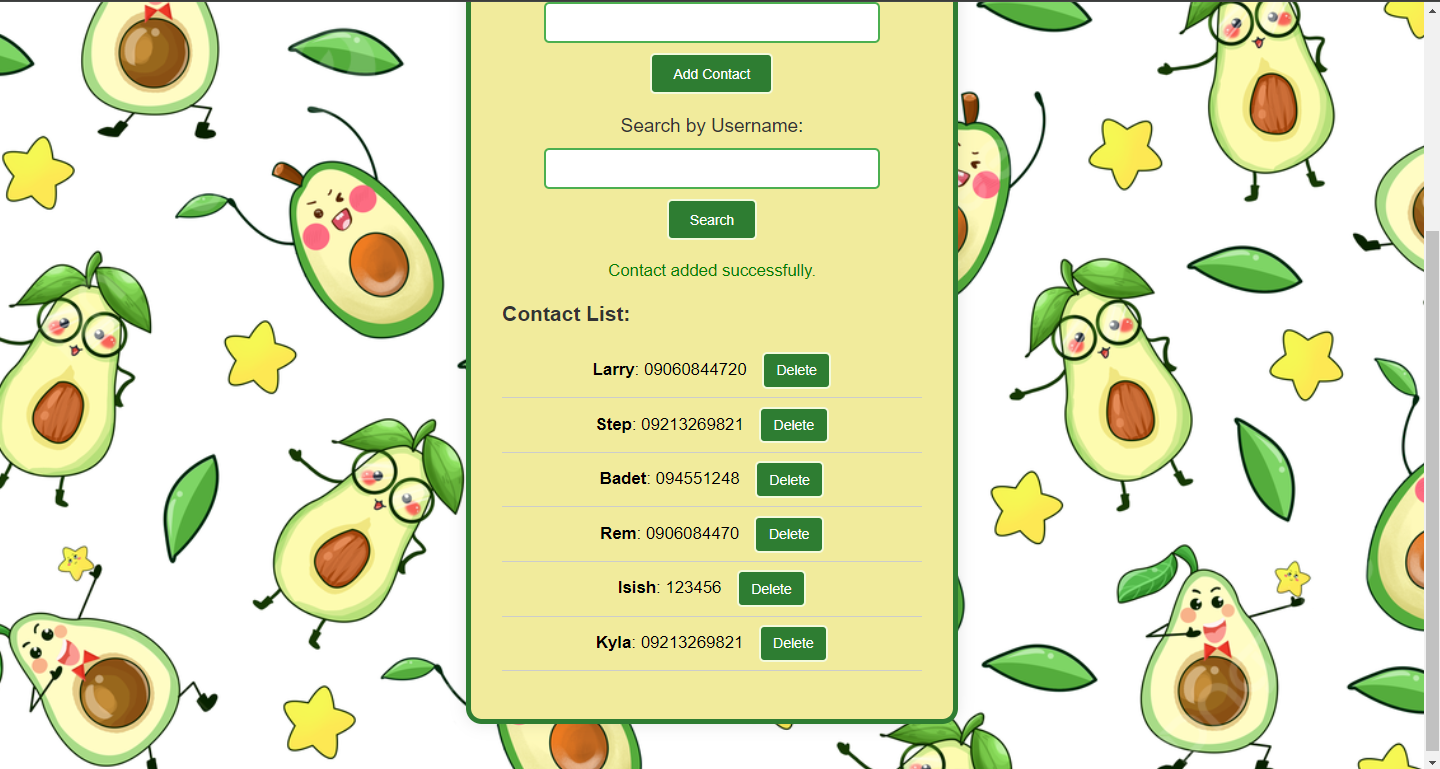 Add Contact
Search by Username:
Search
Contact added successfully.
Contact List:
Larry: 09060844720 Delete
Step: 09213269821 Delete
Badet: 094551248 Delete
Rem: 0906084470 Delete
Isish: 123456 Delete
Kyla: 09213269821 Delete